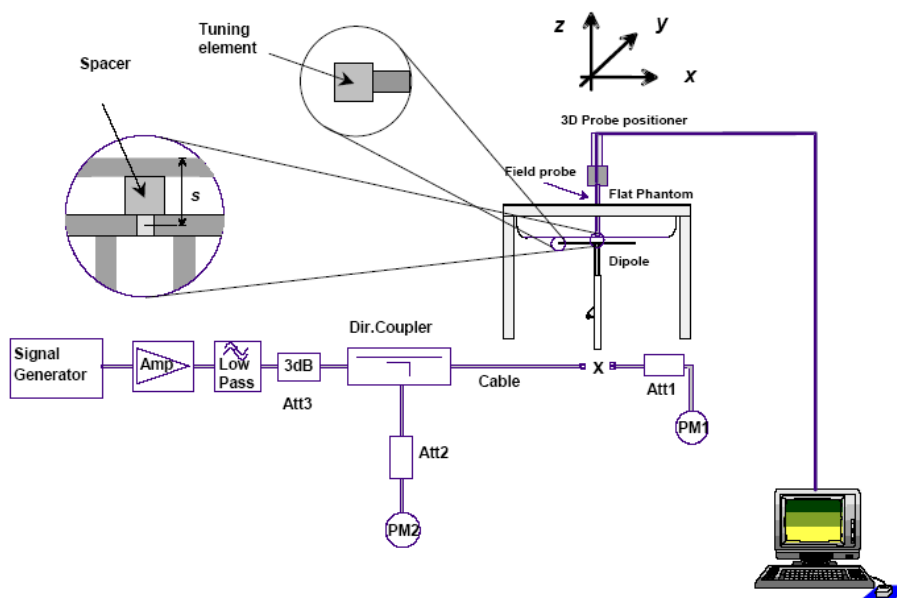 Tuning
element
Spacer
z
y
x
3D Probe positioner
Field probe
Flat Phantom
s
Dipole
Dir.Coupler
Signal
Generator
Amp
Low
Pass
3dB
Att3
Cable
X
Att1
PM1
Att2
PM2